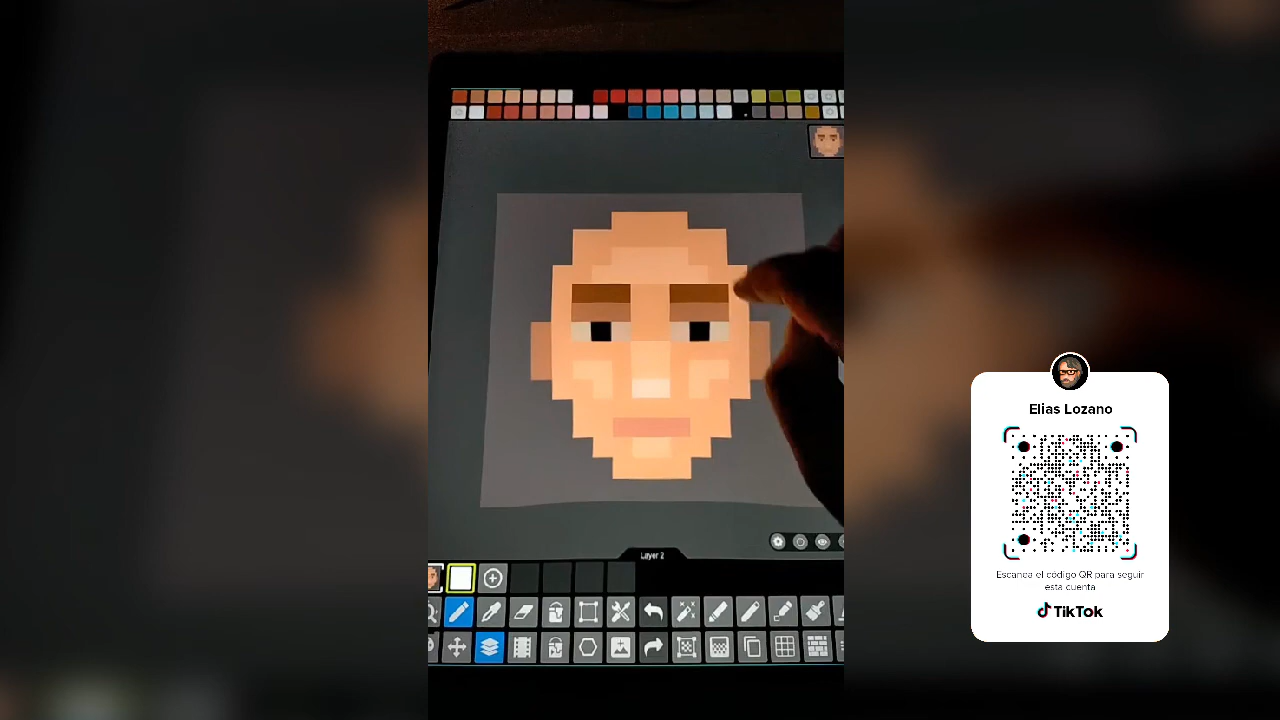 Layer 2
Elias Lozano
Escanea el código QR para seguir
esta cuenta
TikTok